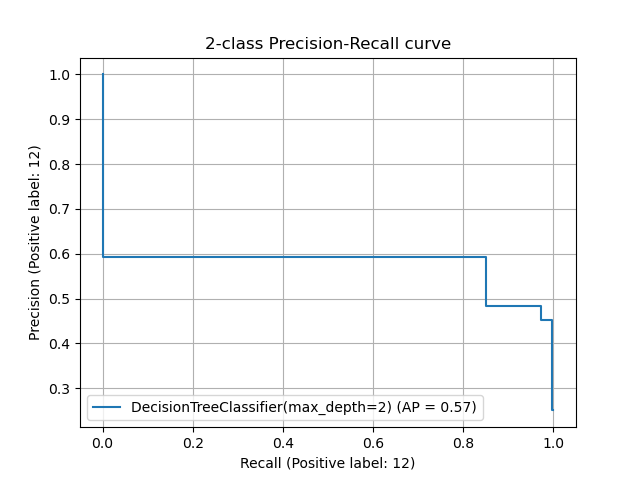 2-class Precision-Recall curve
1.0
0.9
0.8
0.7
0.6
0.5
0.4
0.3
Precision (Positive label: 12)
DecisionTreeClassifier(max_depth=2) (AP = 0.57)
0.0 0.2 0.4 0.6 0.8 1.0
Recall (Positive label: 12)